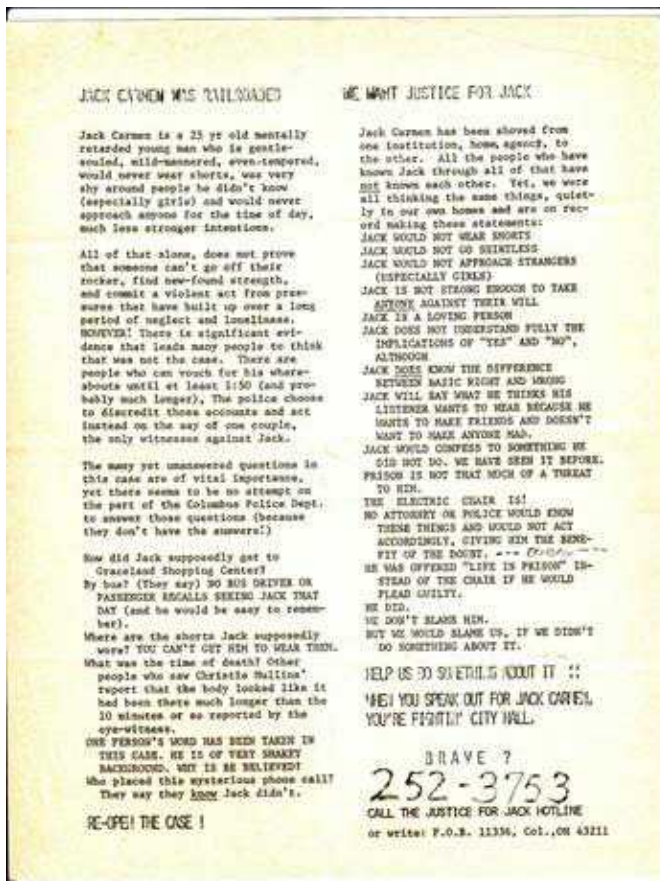 JACK CARMEN WAS RAILROADED
Jack Carmen is a 25 yr old mentally
retarded young man who is gentle-
souled, mild-mannered, even-tempered,
would never wear shorts, was very
shy around people he didn't know
(especially girls) and would never
approach anyone for the time of day,
much less stronger intentions.
All of that alone, does not prove
that someone can't go off their
rocker, find new-found strength,
and commit a violent act from pres-
sures that have built up over a long
period of neglect and loneliness.
HOWEVER! There is significant evi-
dence that leads many people to think
that was not the case. There are
people who can vouch for his where-
abouts until at least 1:50 (and pro-
bably much longer), The police choose
to discredit those accounts and act
instead on the say of one couple,
the only witnesses against Jack.
The many yet unanswered questions in
this case are of vital importance,
yet there seems to be no attempt on
the part of the Columbus Police Dept.
to answer those questions (because
they don't have the answers!)
How did Jack supposedly get to
Graceland Shopping Center?
By bus? (They say) NO BUS DRIVER OR
PASSENGER RECALLS SEEING JACK THAT
DAY (and he would be easy to remem-
ber).
Where are the shorts Jack supposedly
wore? YOU CAN'T GET HIM TO WEAR THEM.
What was the time of death? Other
people who saw Christie Mullins'
report that the body looked like it
had been there much longer than the
10 minutes or so reported by the
eye-witness.
ONE PERSON'S WORD HAS BEEN TAKEN IN
THIS CASE. HE IS OF VERY SHAKEY
BACKGROUND. WHY IS HE BELIEVED?
Who placed this mysterious phone call?
They say they know Jack didn't.
RE-OPEN THE CASE !
WE WANT JUSTICE FOR JACK
Jack Carmen has been shoved from
one institution, home, agency, to
the other. All the people who have
known Jack through all of that have
not known each other. Yet, we were
all thinking the same things, quiet-
ly in our own homes and are on rec-
ord making these statements:
JACK WOULD NOT WEAR SHORTS
JACK WOULD NOT GO SHIRTLESS
JACK WOULD NOT APPROACH STRANGERS
(ESPECIALLY GIRLS)
JACK IS NOT STRONG ENOUGH TO TAKE
ANYONE AGAINST THEIR WILL
JACK IS A LOVING PERSON
JACK DOES NOT UNDERSTAND FULLY THE
IMPLICATIONS OF "YES" AND "NO",
ALTHOUGH
JACK DOES KNOW THE DIFFERENCE
BETWEEN BASIC RIGHT AND WRONG
JACK WILL SAY WHAT HE THINKS HIS
LISTENER WANTS TO HEAR BECAUSE HE
WANTS TO MAKE FRIENDS AND DOESN'T
WANT TO MAKE ANYONE MAD.
JACK WOULD CONFESS TO SOMETHING HE
DID NOT DO. WE HAVE SEEN IT BEFORE.
PRISON IS NOT THAT MUCH OF A THREAT
TO HIM.
THE ELECTRIC CHAIR IS!
NO ATTORNEY OR POLICE WOULD KNOW
THESE THINGS AND WOULD NOT ACT
ACCORDINGLY, GIVING HIM THE BENE-
FIT OF THE DOUBT.
HE WAS OFFERED "LIFE IN PRISON" IN-
STEAD OF THE CHAIR IF HE WOULD
PLEAD GUILTY.
HE DID.
WE DON'T BLAME HIM.
BUT WE WOULD BLAME US, IF WE DIDN'T
DO SOMETHING ABOUT IT.
HELP US DO SOMETHING ABOUT IT !!
WHEN YOU SPEAK OUT FOR JACK CARMEN,
YOU'RE FIGHTIN' CITY HALL.
BRAVE ?
252-3753
CALL THE JUSTICE FOR JACK HOTLINE
or write: P.O.B. 11336, Col.,OH 43211